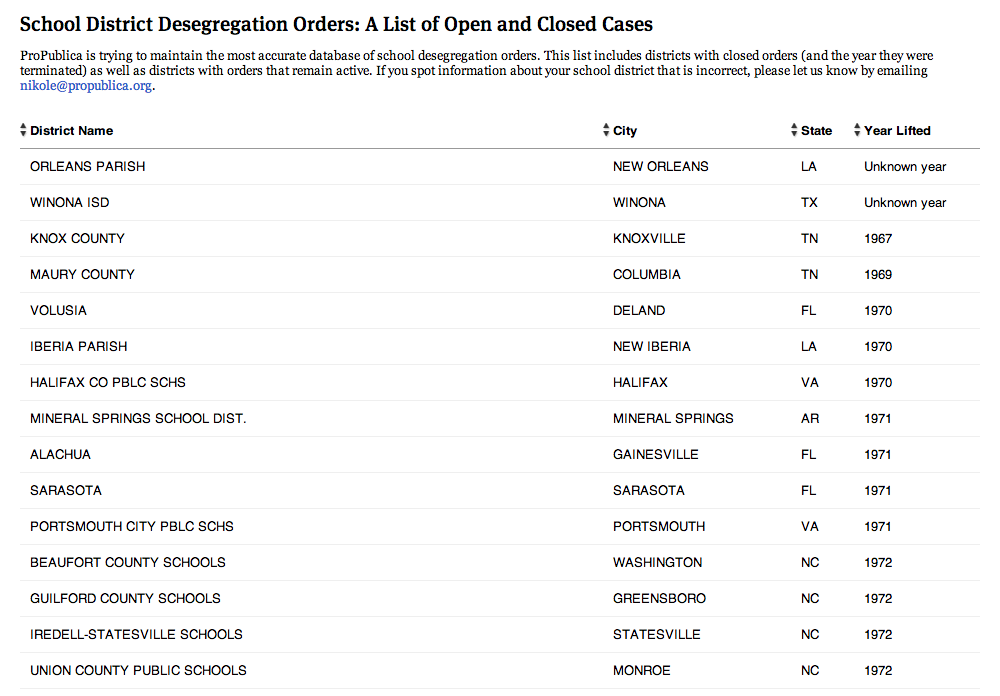 School District Desegregation Orders: A List of Open and Closed Cases
ProPublica is trying to maintain the most accurate database of school desegregation orders. This list includes districts with closed orders (and the year they were
terminated) as well as districts with orders that remain active. If you spot information about your school district that is incorrect, please let us know by emailing
nikole@propublica.org.
District Name City State Year Lifted
ORLEANS PARISH NEW ORLEANS LA Unknown year
WINONA ISD WINONA TX Unknown year
KNOX COUNTY KNOXVILLE TN 1967
MAURY COUNTY COLUMBIA TN 1969
VOLUSIA DELAND FL 1970
IBERIA PARISH NEW IBERIA LA 1970
HALIFAX CO PBLC SCHS HALIFAX VA 1970
MINERAL SPRINGS SCHOOL DIST. MINERAL SPRINGS AR 1971
ALACHUA GAINESVILLE FL 1971
SARASOTA SARASOTA FL 1971
PORTSMOUTH CITY PBLC SCHS PORTSMOUTH VA 1971
BEAUFORT COUNTY SCHOOLS WASHINGTON NC 1972
GUILFORD COUNTY SCHOOLS GREENSBORO NC 1972
IREDELL-STATESVILLE SCHOOLS STATESVILLE NC 1972
UNION COUNTY PUBLIC SCHOOLS MONROE NC 1972